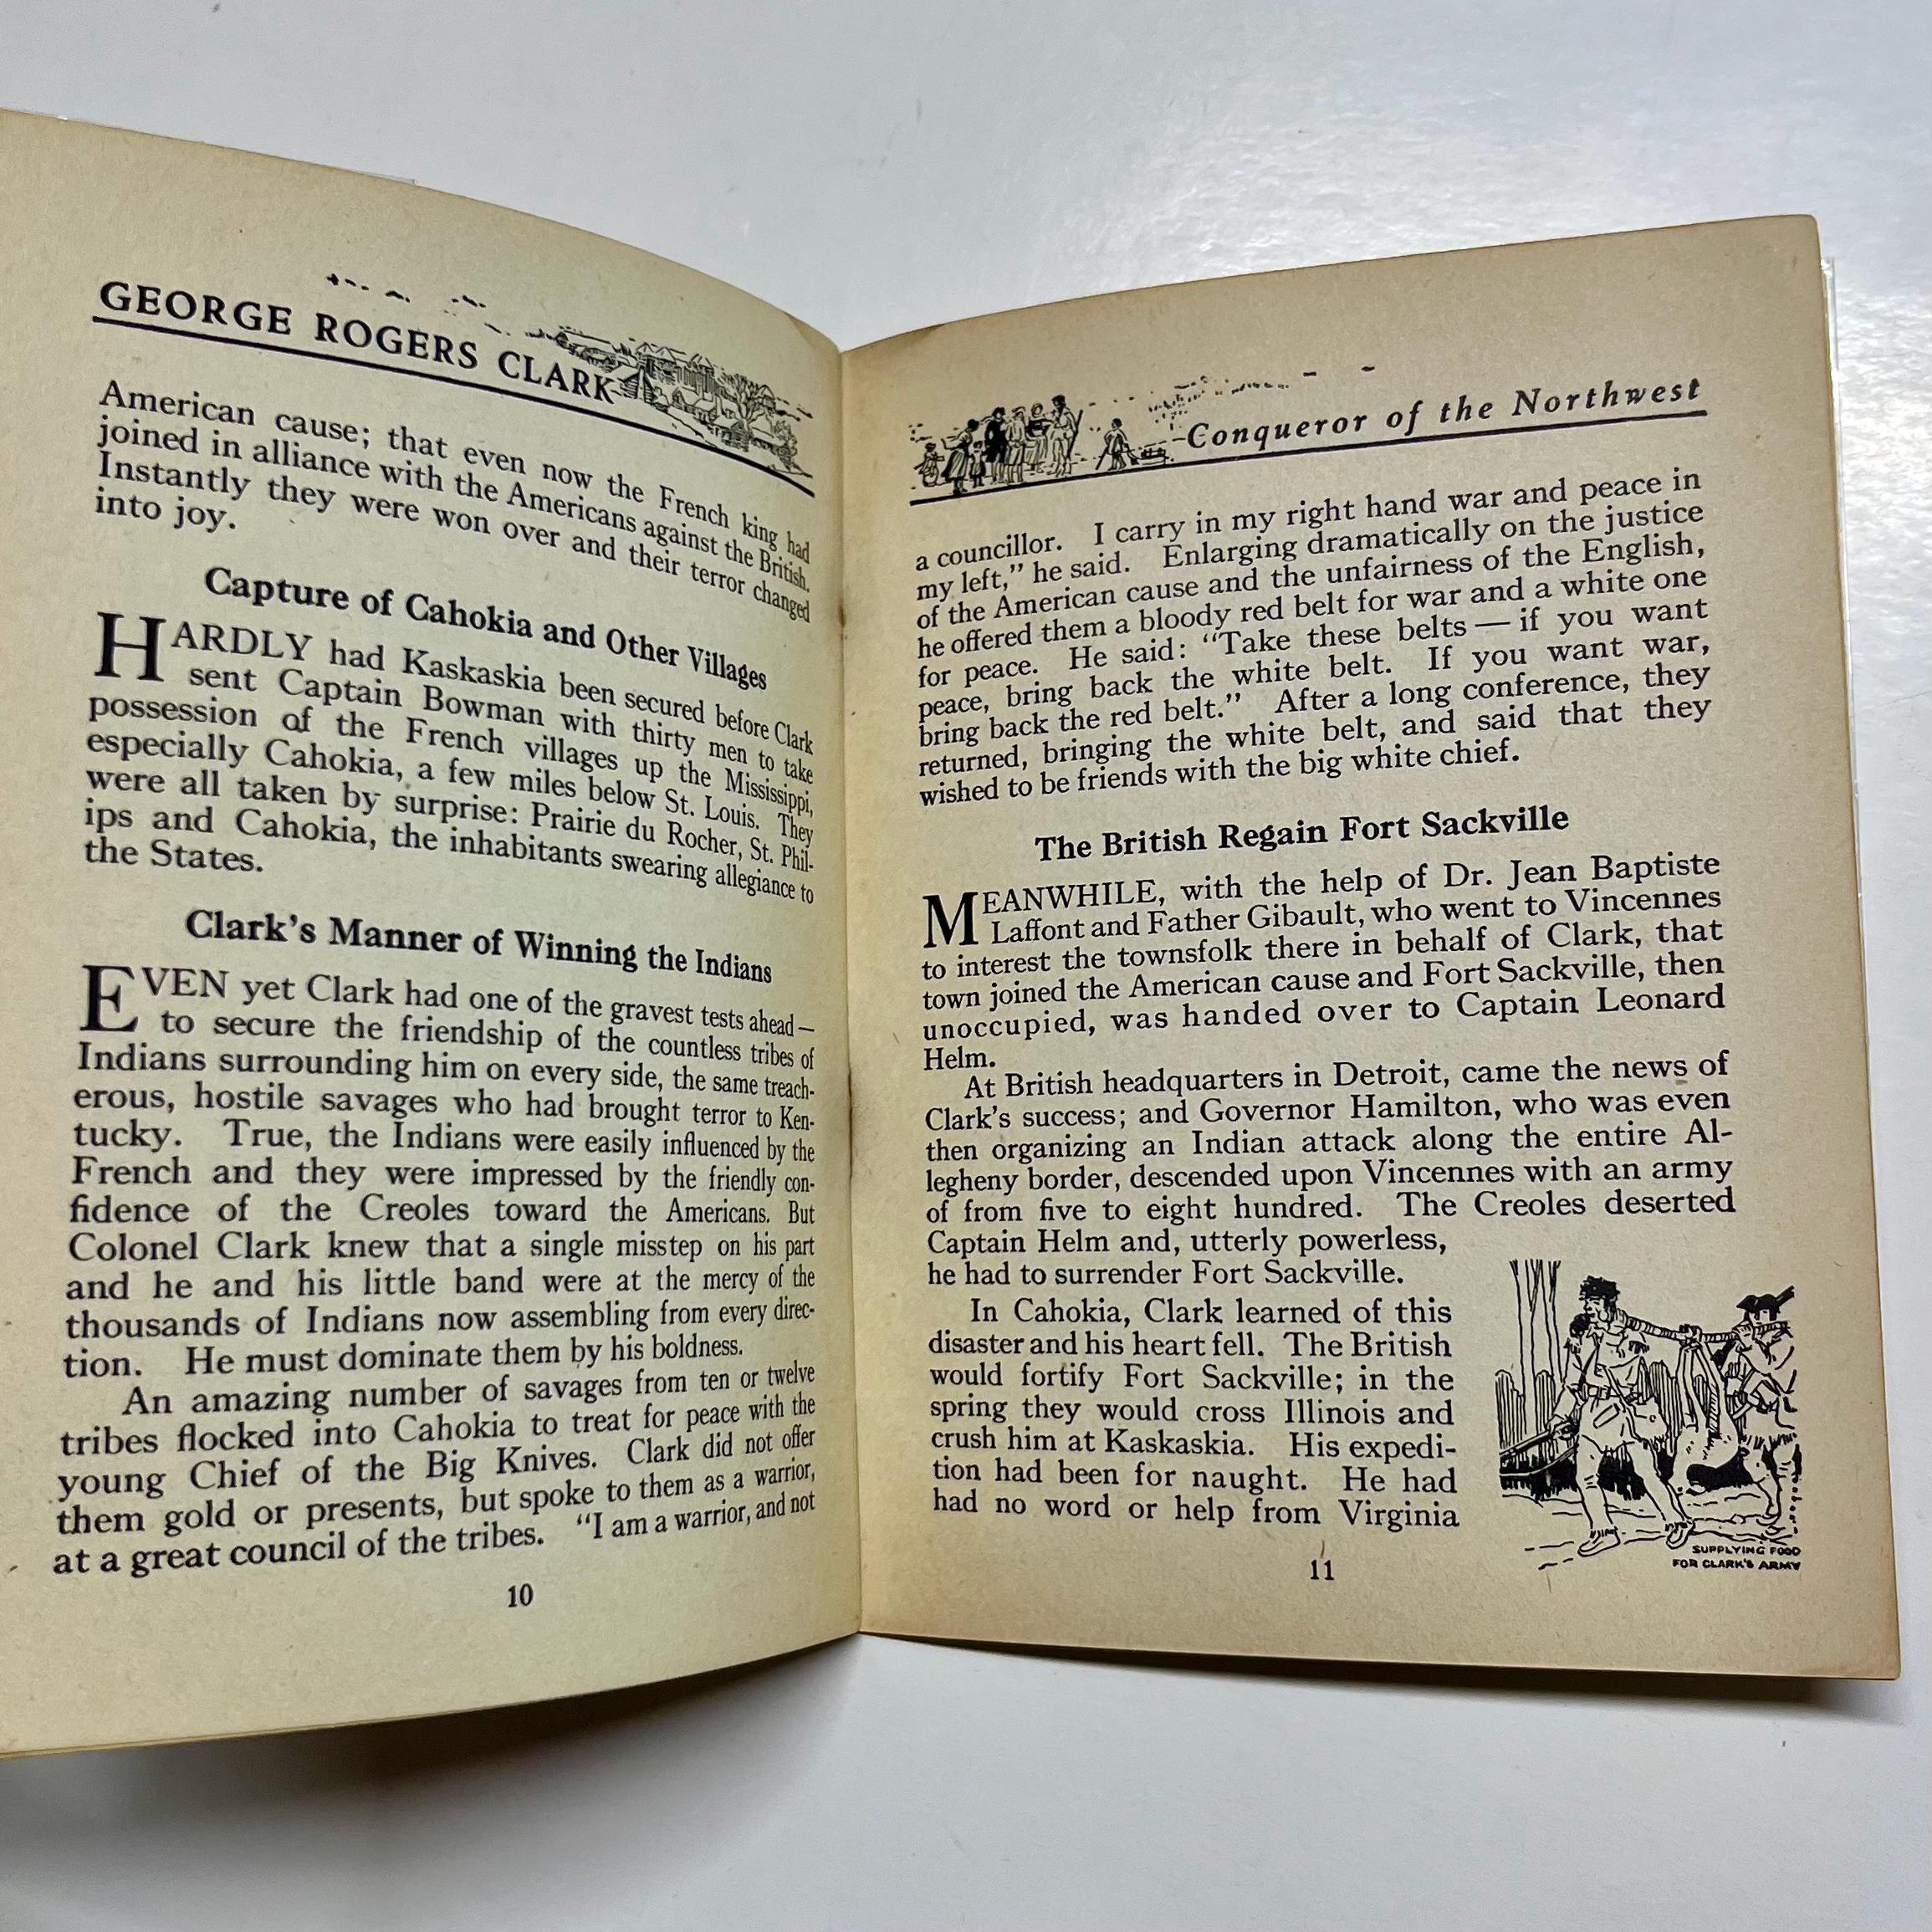 GEORGE ROGERS CLARK
American cause; that even now the French king had
joined in alliance with the Americans against the British.
Instantly they were won over and their terror changed
into joy.
Capture of Cahokia and Other Villages
HARDLY had Kaskaskia been secured before Clark
sent Captain Bowman with thirty men to take
possession of the French villages up the Mississippi,
especially Cahokia, a few miles below St. Louis. They
were all taken by surprise: Prairie du Rocher, St. Phil-
ips and Cahokia, the inhabitants swearing allegiance to
the States.
Clark's Manner of Winning the Indians
EVEN yet Clark had one of the gravest tests ahead—
to secure the friendship of the countless tribes of
Indians surrounding him on every side, the same treach-
erous, hostile savages who had brought terror to Ken-
tucky. True, the Indians were easily influenced by the
French and they were impressed by the friendly con-
fidence of the Creoles toward the Americans. But
Colonel Clark knew that a single misstep on his part
and he and his little band were at the mercy of the
thousands of Indians now assembling from every direc-
tion. He must dominate them by his boldness.
An amazing number of savages from ten or twelve
tribes flocked into Cahokia to treat for peace with the
young Chief of the Big Knives. Clark did not offer
them gold or presents, but spoke to them as a warrior,
at a great council of the tribes. "I am a warrior, and not
10
Conqueror of the Northwest
a councillor. I carry in my right hand war and peace in
my left," he said. Enlarging dramatically on the justice
of the American cause and the unfairness of the English,
he offered them a bloody red belt for war and a white one
for peace. He said: "Take these belts — if you want
peace, bring back the white belt. If you want war,
bring back the red belt." After a long conference, they
returned, bringing the white belt, and said that they
wished to be friends with the big white chief.
The British Regain Fort Sackville
MEANWHILE, with the help of Dr. Jean Baptiste
Laffont and Father Gibault, who went to Vincennes
to interest the townsfolk there in behalf of Clark, that
town joined the American cause and Fort Sackville, then
unoccupied, was handed over to Captain Leonard
Helm.
At British headquarters in Detroit, came the news of
Clark's success; and Governor Hamilton, who was even
then organizing an Indian attack along the entire Al-
legheny border, descended upon Vincennes with an army
of from five to eight hundred. The Creoles deserted
Captain Helm and, utterly powerless,
he had to surrender Fort Sackville.
In Cahokia, Clark learned of this
disaster and his heart fell. The British
would fortify Fort Sackville; in the
spring they would cross Illinois and
crush him at Kaskaskia. His expedi-
tion had been for naught. He had
had no word or help from Virginia
SUPPLYING FOOD
FOR CLARK'S ARMY
11